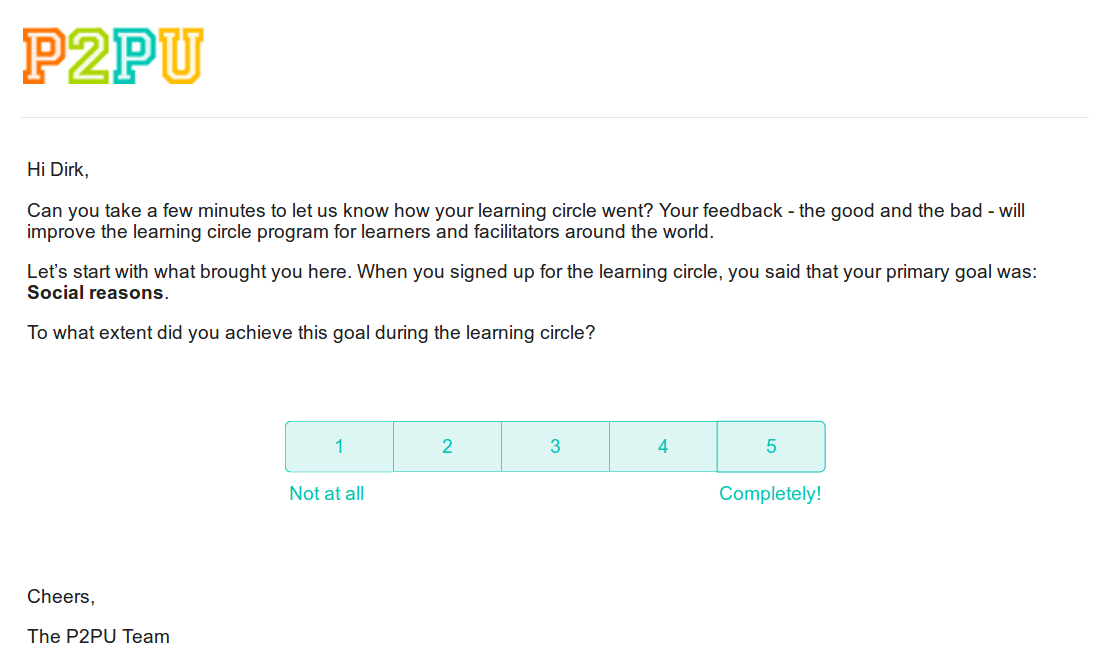 P2PU
Hi Dirk,
Can you take a few minutes to let us know how your learning circle went? Your feedback - the good and the bad - will
improve the learning circle program for learners and facilitators around the world.
Let’s start with what brought you here. When you signed up for the learning circle, you said that your primary goal was:
Social reasons.
To what extent did you achieve this goal during the learning circle?
1 2 3 4 5
Not at all Completely!
Cheers,
The P2PU Team